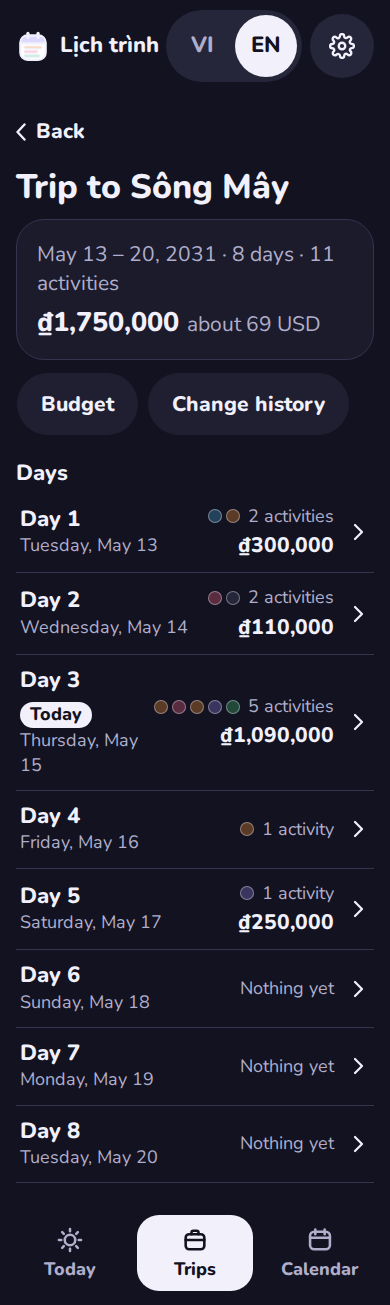 Lịch trình
VI
EN
Back
Trip to Sông Mây
May 13 – 20, 2031 · 8 days · 11
activities
₫1,750,000 about 69 USD
Budget
Change history
Days
Day 1
2 activities
Tuesday, May 13
₫300,000
Day 2
2 activities
Wednesday, May 14
₫110,000
Day 3
Today
5 activities
Thursday, May
15
₫1,090,000
Day 4
Friday, May 16
1 activity
Day 5
1 activity
Saturday, May 17
₫250,000
Day 6
Sunday, May 18
Nothing yet
Day 7
Monday, May 19
Nothing yet
Day 8
Tuesday, May 20
Nothing yet
Today
Trips
Calendar